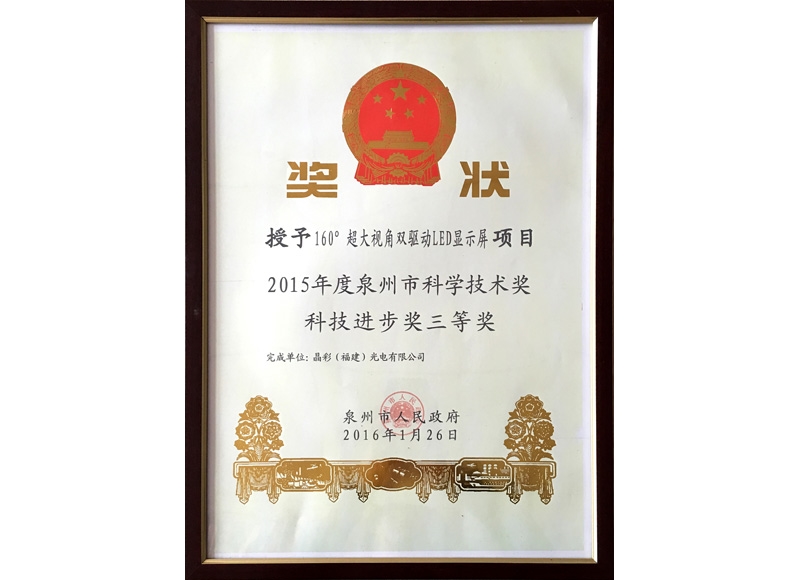 奖状
授予160°超大视角双驱动LED显示屏项目
2015年度泉州市科学技术奖
科技进步奖三等奖
完成单位：晶彩（福建）光电有限公司
泉州市人民政府
2016年1月26日